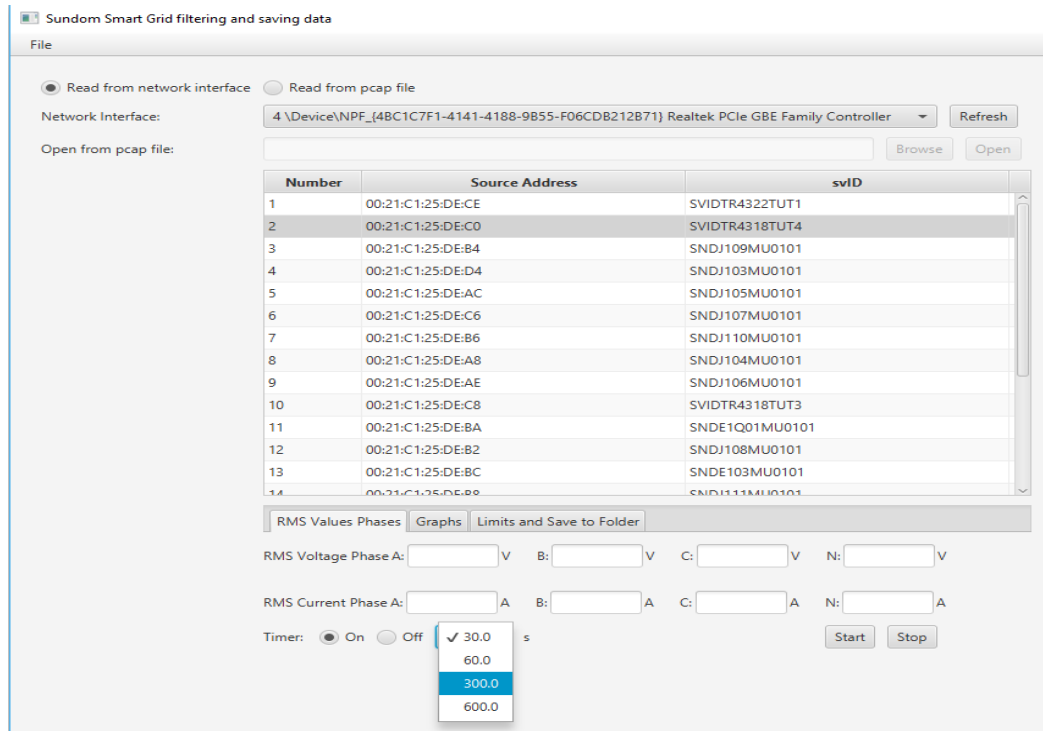 Sundom Smart Grid filtering and saving data
File
Read from network interface Read from pcap file
Network Interface: 4 \Device\NPF_{4BC1C7F1-4141-4188-9B55-F06CDB212B71} Realtek PCIe GBE Family Controller Refresh
Open from pcap file: Browse Open
Number Source Address svID
1 00:21:C1:25:DE:CE SVIDTR4322TUT1
2 00:21:C1:25:DE:C0 SVIDTR4318TUT4
3 00:21:C1:25:DE:B4 SNDJ109MU0101
4 00:21:C1:25:DE:D4 SNDJ103MU0101
5 00:21:C1:25:DE:AC SNDJ105MU0101
6 00:21:C1:25:DE:C6 SNDJ107MU0101
7 00:21:C1:25:DE:B6 SNDJ110MU0101
8 00:21:C1:25:DE:A8 SNDJ104MU0101
9 00:21:C1:25:DE:AE SNDJ106MU0101
10 00:21:C1:25:DE:C8 SVIDTR4318TUT3
11 00:21:C1:25:DE:BA SNDE1Q01MU0101
12 00:21:C1:25:DE:B2 SNDJ108MU0101
13 00:21:C1:25:DE:BC SNDE103MU0101
14 00:21:C1:25:DE:B8 SNDJ111MU0101
RMS Values Phases Graphs Limits and Save to Folder
RMS Voltage Phase A: V B: V C: V N: V
RMS Current Phase A: A B: A C: A N: A
Timer: On Off ✓ 30.0 s Start Stop
60.0
300.0
600.0